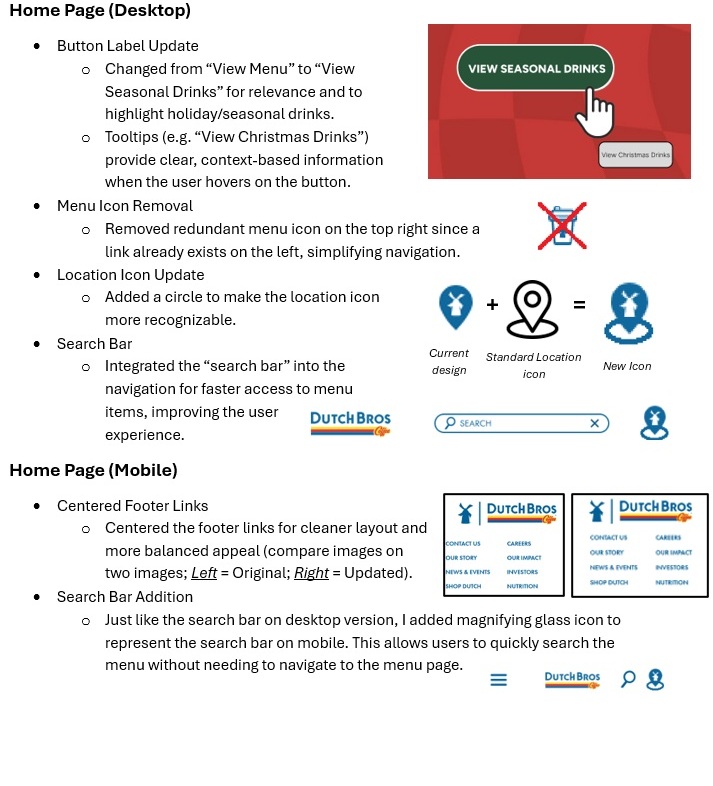 Home Page (Desktop)
• Button Label Update
o Changed from “View Menu” to “View
Seasonal Drinks” for relevance and to
highlight holiday/seasonal drinks.
o Tooltips (e.g. “View Christmas Drinks”)
provide clear, context-based information
when the user hovers on the button.
VIEW SEASONAL DRINKS
View Christmas Drinks
• Menu Icon Removal
o Removed redundant menu icon on the top right since a
link already exists on the left, simplifying navigation.
• Location Icon Update
o Added a circle to make the location icon
more recognizable.
+ =
Current
design
Standard Location
icon
New Icon
• Search Bar
o Integrated the “search bar” into the
navigation for faster access to menu
items, improving the user
experience.
DUTCH BROS
SEARCH
Home Page (Mobile)
• Centered Footer Links
o Centered the footer links for cleaner layout and
more balanced appeal (compare images on
two images; Left = Original; Right = Updated).
DUTCH BROS
CONTACT US CAREERS
OUR STORY OUR IMPACT
NEWS & EVENTS INVESTORS
SHOP DUTCH NUTRITION
DUTCH BROS
CONTACT US CAREERS
OUR STORY OUR IMPACT
NEWS & EVENTS INVESTORS
SHOP DUTCH NUTRITION
• Search Bar Addition
o Just like the search bar on desktop version, I added magnifying glass icon to
represent the search bar on mobile. This allows users to quickly search the
menu without needing to navigate to the menu page.
DUTCH BROS